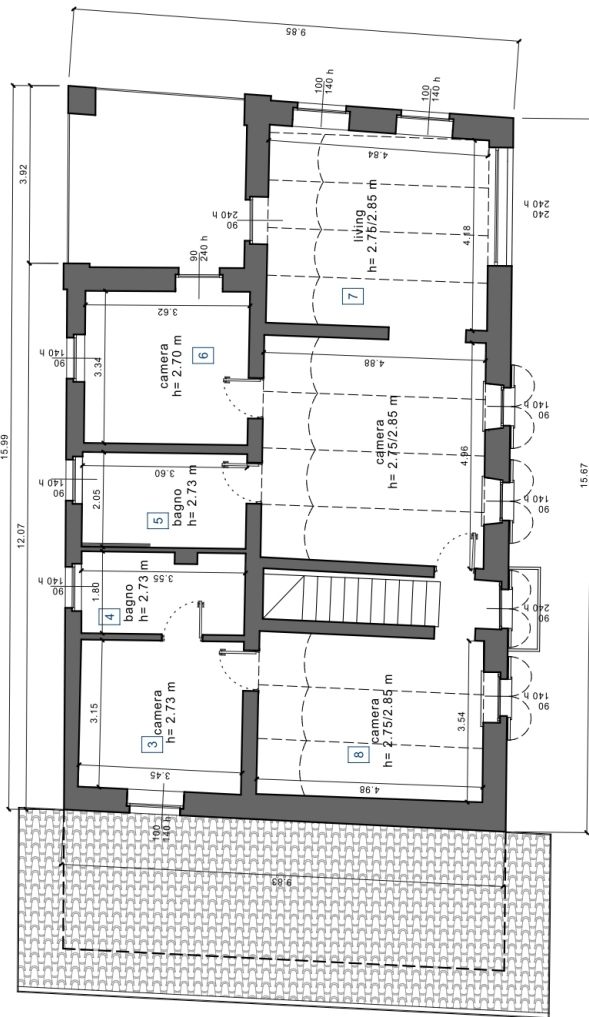 9.85
100
140 h
100
140 h
3.92
4.84
90
240 h
living
h= 2.75/2.85 m
4.18
240
240 h
90
240 h
7
3.62
90
140 h
camera
h= 2.70 m
6
3.34
4.88
15.99
camera
h= 2.75/2.85 m
4.96
90
140 h
3.60
90
140 h
2.05
bagno
h= 2.73 m
5
15.67
12.07
90
140 h
3.55
90
140 h
1.80
bagno
h= 2.73 m
4
90
240 h
3.15
camera
h= 2.73 m
3
camera
h= 2.75/2.85 m
8
3.54
90
140 h
3.45
4.98
100
140 h
9.83